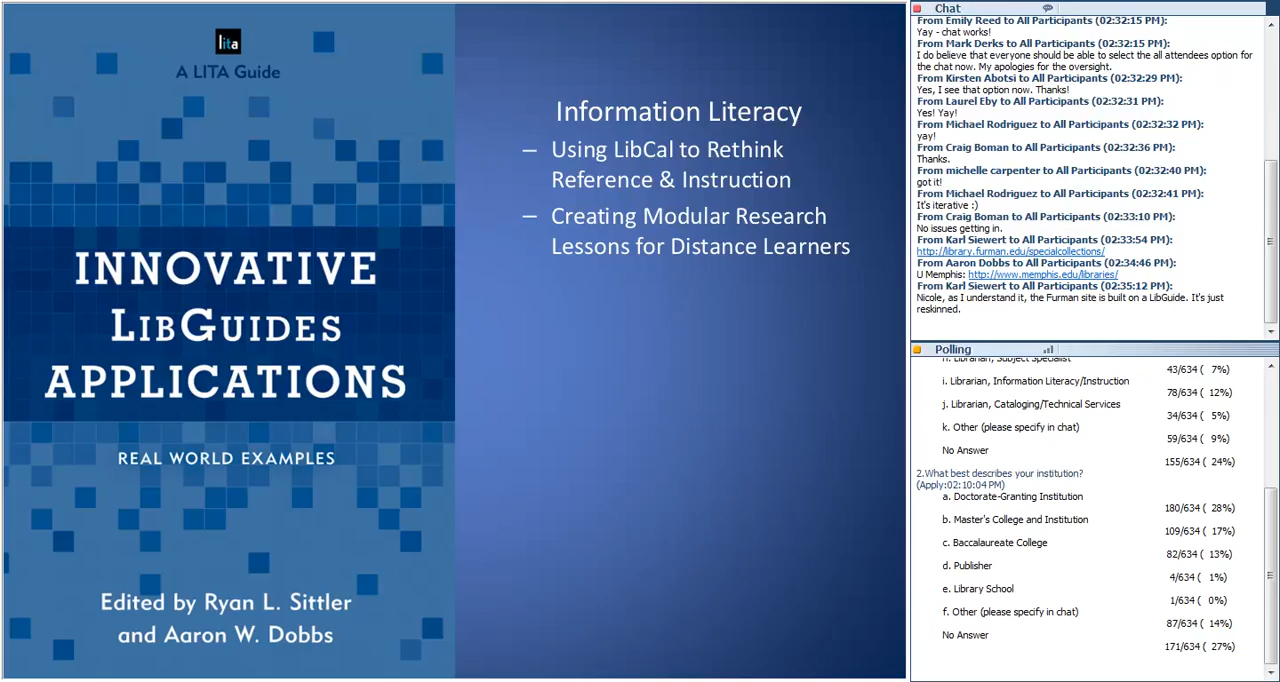 lita
A LITA Guide
INNOVATIVE
LIBGUIDES
APPLICATIONS
REAL WORLD EXAMPLES
Edited by Ryan L. Sittler
and Aaron W. Dobbs
Information Literacy
– Using LibCal to Rethink
Reference & Instruction
– Creating Modular Research
Lessons for Distance Learners
Chat
From Emily Reed to All Participants (02:32:15 PM):
Yay - chat works!
From Mark Derks to All Participants (02:32:15 PM):
I do believe that everyone should be able to select the all attendees option for
the chat now. My apologies for the oversight.
From Kirsten Abotsi to All Participants (02:32:29 PM):
Yes, I see that option now. Thanks!
From Laurel Eby to All Participants (02:32:31 PM):
Yes! Yay!
From Michael Rodriguez to All Participants (02:32:32 PM):
yay!
From Craig Boman to All Participants (02:32:36 PM):
Thanks.
From michelle carpenter to All Participants (02:32:40 PM):
got it!
From Michael Rodriguez to All Participants (02:32:41 PM):
It's iterative :)
From Craig Boman to All Participants (02:33:10 PM):
No issues getting in.
From Karl Siewert to All Participants (02:33:54 PM):
http://library.furman.edu/specialcollections/
From Aaron Dobbs to All Participants (02:34:46 PM):
U Memphis: http://www.memphis.edu/libraries/
From Karl Siewert to All Participants (02:35:12 PM):
Nicole, as I understand it, the Furman site is built on a LibGuide. It's just
reskinned.
Polling
h. Librarian, Subject Specialist
43/634 ( 7%)
i. Librarian, Information Literacy/Instruction
78/634 ( 12%)
j. Librarian, Cataloging/Technical Services
34/634 ( 5%)
k. Other (please specify in chat)
59/634 ( 9%)
No Answer
155/634 ( 24%)
2.What best describes your institution?
(Apply:02:10:04 PM)
a. Doctorate-Granting Institution
180/634 ( 28%)
b. Master's College and Institution
109/634 ( 17%)
c. Baccalaureate College
82/634 ( 13%)
d. Publisher
4/634 ( 1%)
e. Library School
1/634 ( 0%)
f. Other (please specify in chat)
87/634 ( 14%)
No Answer
171/634 ( 27%)